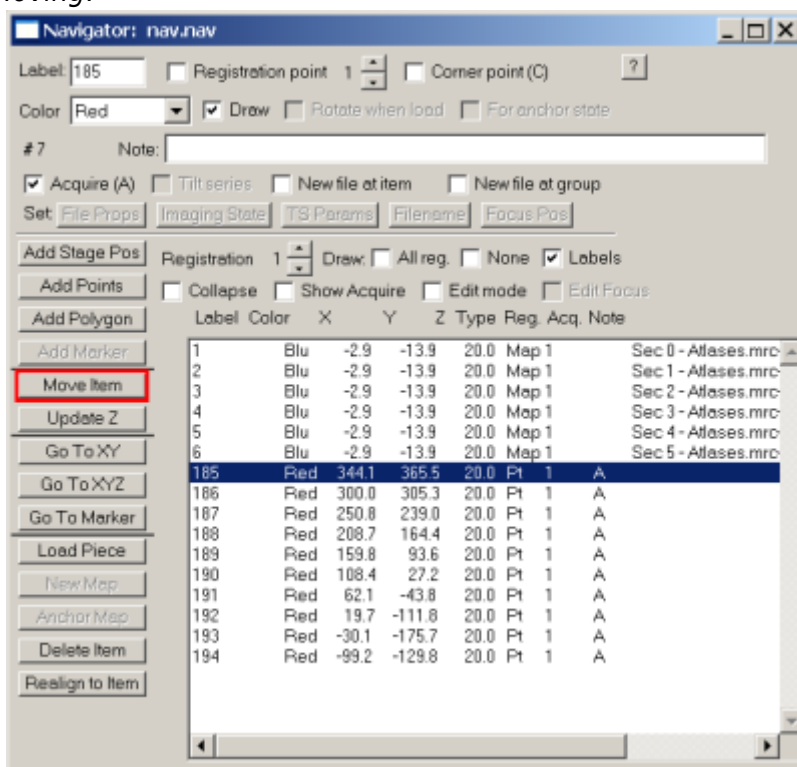 moving.
Navigator: nav.nav
Label: 185 Registration point 1 Corner point (C) ?
Color Red Draw Rotate when load For anchor state
# 7 Note:
Acquire (A) Tilt series New file at item New file at group
Set: File Props Imaging State TS Params Filename Focus Pos
Add Stage Pos Registration 1 Draw: All reg. None Labels
Add Points Collapse Show Acquire Edit mode Edit Focus
Add Polygon Label Color X Y Z Type Reg. Acq. Note
Add Marker
Move Item
Update Z
Go To XY
Go To XYZ
Go To Marker
Load Piece
New Map
Anchor Map
Delete Item
Realign to Item
1 Blu -2.9 -13.9 20.0 Map 1 Sec 0 - Atlases.mrc
2 Blu -2.9 -13.9 20.0 Map 1 Sec 1 - Atlases.mrc
3 Blu -2.9 -13.9 20.0 Map 1 Sec 2 - Atlases.mrc
4 Blu -2.9 -13.9 20.0 Map 1 Sec 3 - Atlases.mrc
5 Blu -2.9 -13.9 20.0 Map 1 Sec 4 - Atlases.mrc
6 Blu -2.9 -13.9 20.0 Map 1 Sec 5 - Atlases.mrc
185 Red 344.1 365.5 20.0 Pt 1 A
186 Red 300.0 305.3 20.0 Pt 1 A
187 Red 250.8 239.0 20.0 Pt 1 A
188 Red 208.7 164.4 20.0 Pt 1 A
189 Red 159.8 93.6 20.0 Pt 1 A
190 Red 108.4 27.2 20.0 Pt 1 A
191 Red 62.1 -43.8 20.0 Pt 1 A
192 Red 19.7 -111.8 20.0 Pt 1 A
193 Red -30.1 -175.7 20.0 Pt 1 A
194 Red -99.2 -129.8 20.0 Pt 1 A